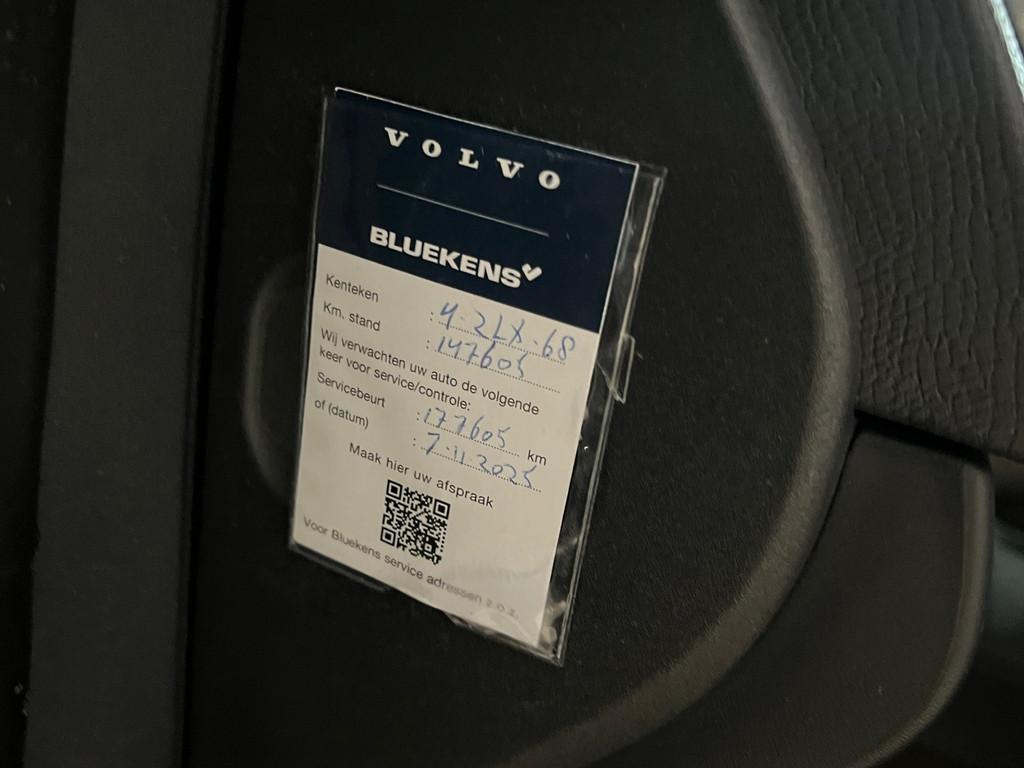 VOLVO
BLUEKENS
Kenteken : 4.2LX.68
Km. stand : 147605
Wij verwachten uw auto de volgende
keer voor service/controle:
Servicebeurt : 177605 km
of (datum) : 7.11.2025
Maak hier uw afspraak
Voor Bluekens service adressen z.o.z.